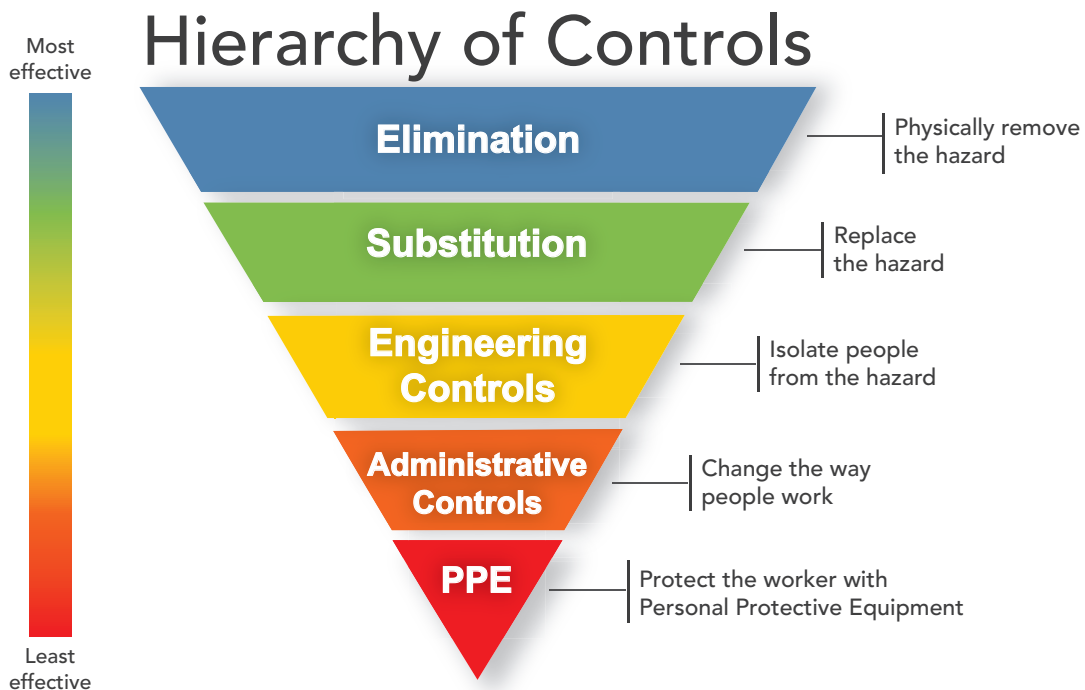 Hierarchy of Controls
Most
effective
Elimination
Physically remove
the hazard
Substitution
Replace
the hazard
Engineering
Controls
Isolate people
from the hazard
Administrative
Controls
Change the way
people work
PPE
Protect the worker with
Personal Protective Equipment
Least
effective